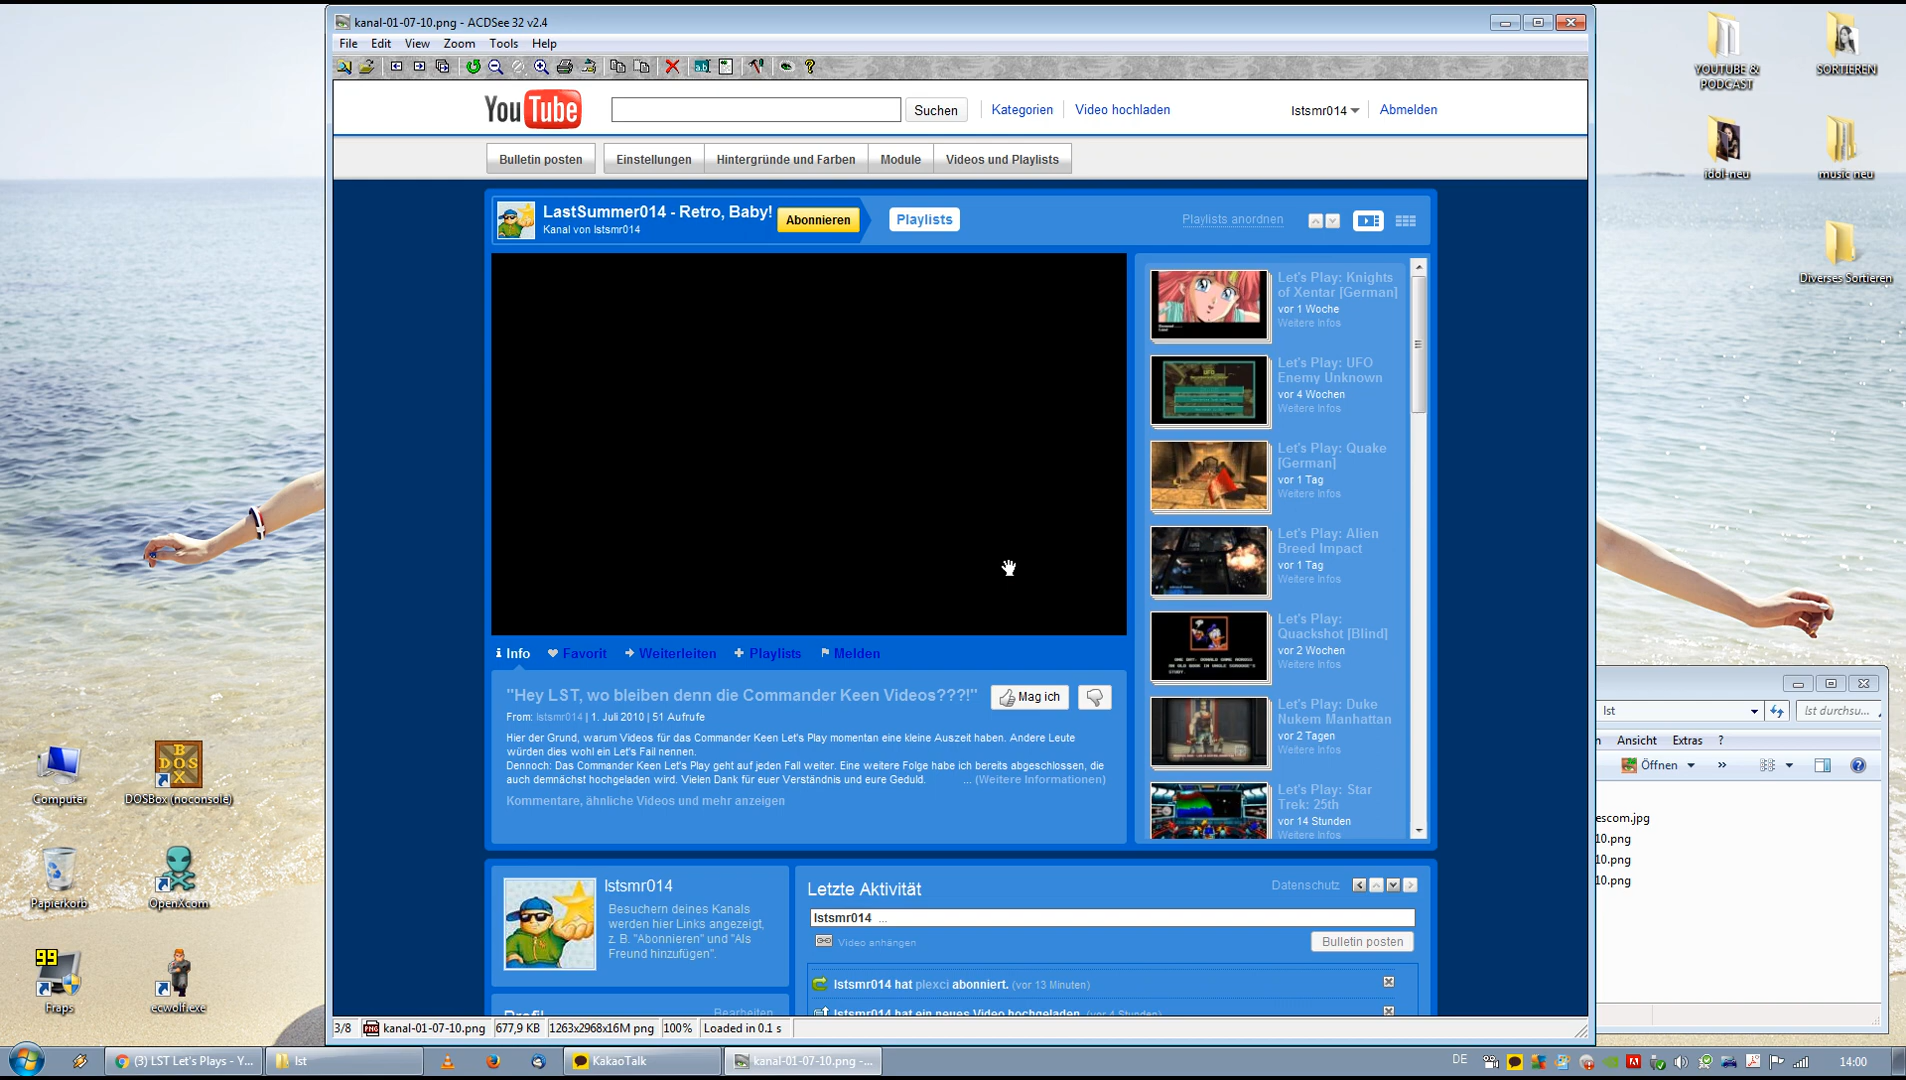 kanal-01-07-10.png - ACDSee 32 v2.4
File Edit View Zoom Tools Help
YouTube
Suchen
Kategorien
Video hochladen
lstsmr014
Abmelden
Bulletin posten
Einstellungen
Hintergründe und Farben
Module
Videos und Playlists
LastSummer014 - Retro, Baby!
Kanal von lstsmr014
Abonnieren
Playlists
Playlists anordnen
Let's Play: Knights
of Xentar [German]
vor 1 Woche
Weitere Infos
Let's Play: UFO
Enemy Unknown
vor 4 Wochen
Weitere Infos
Let's Play: Quake
[German]
vor 1 Tag
Weitere Infos
Let's Play: Alien
Breed Impact
vor 1 Tag
Weitere Infos
Let's Play:
Quackshot [Blind]
vor 2 Wochen
Weitere Infos
Let's Play: Duke
Nukem Manhattan
vor 2 Tagen
Weitere Infos
Let's Play: Star
Trek: 25th
vor 14 Stunden
Weitere Infos
Info
Favorit
Weiterleiten
Playlists
Melden
"Hey LST, wo bleiben denn die Commander Keen Videos???!"
Mag ich
From: lstsmr014 | 1. Juli 2010 | 51 Aufrufe
Hier der Grund, warum Videos für das Commander Keen Let's Play momentan eine kleine Auszeit haben. Andere Leute
würden dies wohl ein Let's Fail nennen.
Dennoch: Das Commander Keen Let's Play geht auf jeden Fall weiter. Eine weitere Folge habe ich bereits abgeschlossen, die
auch demnächst hochgeladen wird. Vielen Dank für euer Verständnis und eure Geduld. ... (Weitere Informationen)
Kommentare, ähnliche Videos und mehr anzeigen
lstsmr014
Besuchern deines Kanals
werden hier Links angezeigt,
z. B. "Abonnieren" und "Als
Freund hinzufügen".
Letzte Aktivität
Datenschutz
lstsmr014 ...
Video anhängen
Bulletin posten
lstsmr014 hat plexci abonniert. (vor 13 Minuten)
lstsmr014 hat ein neues Video hochgeladen. (vor 4 Stunden)
Profil
Bearbeiten
3/8
kanal-01-07-10.png
677,9 KB
1263x2968x16M png
100%
Loaded in 0.1 s
YOUTUBE &
PODCAST
SORTIEREN
idol-neu
music neu
Diverses Sortieren
Computer
DOSBox (noconsole)
Papierkorb
OpenXcom
99
Fraps
ecwolf.exe
lst
lst durchsu...
n Ansicht Extras ?
Öffnen
escom.jpg
10.png
10.png
10.png
(3) LST Let's Plays - Y...
lst
KakaoTalk
kanal-01-07-10.png -...
DE
14:00